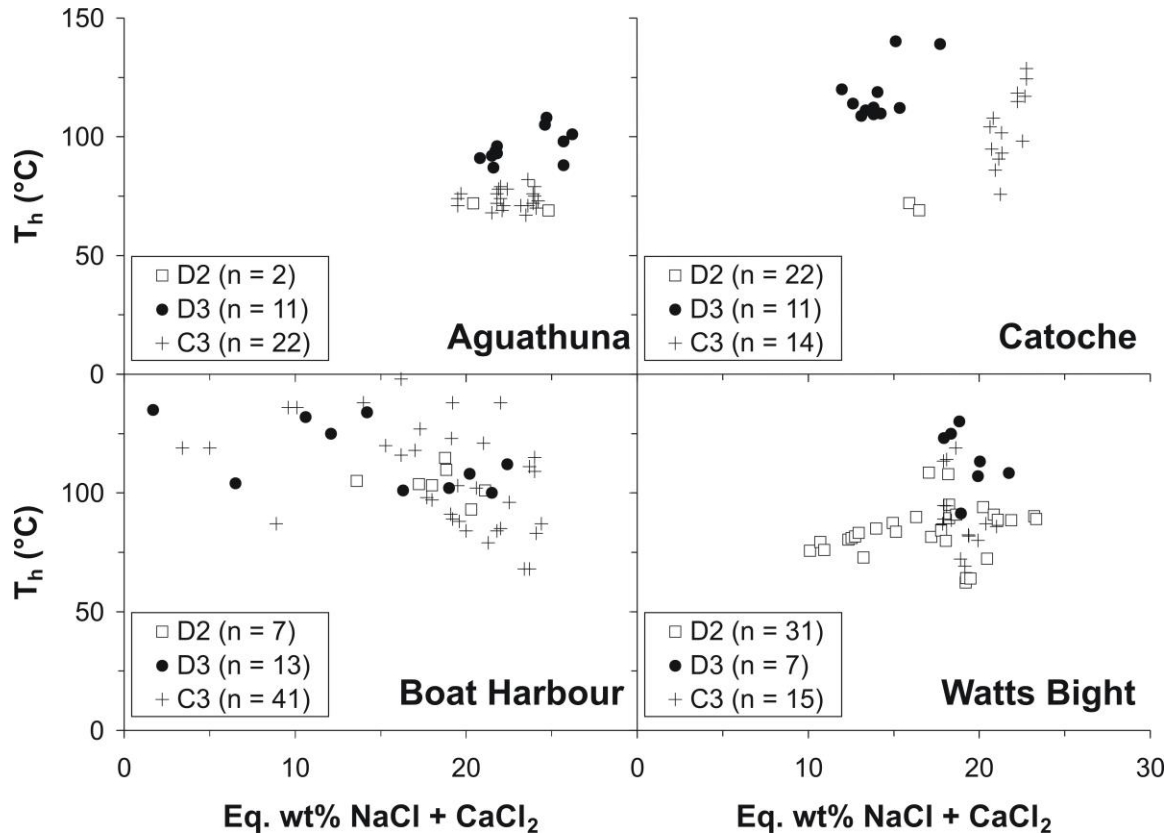 150
100
50
0
Th (°C)
□ D2 (n = 2)
● D3 (n = 11)
+ C3 (n = 22)
Aguathuna
□ D2 (n = 22)
● D3 (n = 11)
+ C3 (n = 14)
Catoche
100
50
0
Th (°C)
□ D2 (n = 7)
● D3 (n = 13)
+ C3 (n = 41)
Boat Harbour
□ D2 (n = 31)
● D3 (n = 7)
+ C3 (n = 15)
Watts Bight
0 10 20 0 10 20 30
Eq. wt% NaCl + CaCl₂ Eq. wt% NaCl + CaCl₂